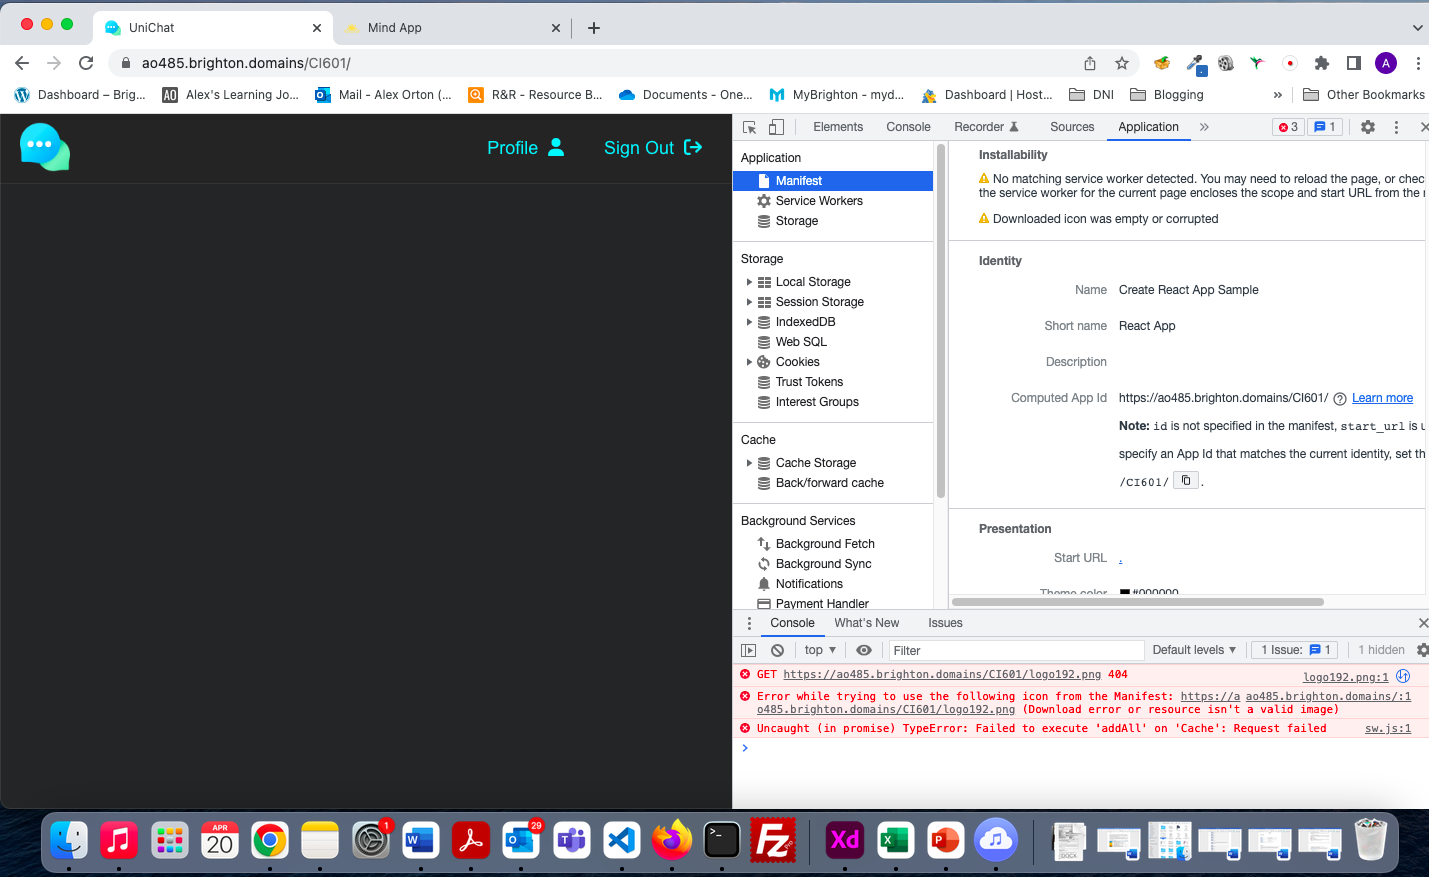 UniChat
Mind App
ao485.brighton.domains/CI601/
A
Dashboard – Brig...
AO Alex's Learning Jo...
Mail - Alex Orton (...
R&R - Resource B...
Documents - One...
MyBrighton - myd...
Dashboard | Host...
DNI
Blogging
»
Other Bookmarks
Profile
Sign Out
Elements Console Recorder Sources Application » 3 1
Application
Manifest
Service Workers
Storage
Storage
Local Storage
Session Storage
IndexedDB
Web SQL
Cookies
Trust Tokens
Interest Groups
Cache
Cache Storage
Back/forward cache
Background Services
Background Fetch
Background Sync
Notifications
Payment Handler
Installability
No matching service worker detected. You may need to reload the page, or chec
the service worker for the current page encloses the scope and start URL from the
Downloaded icon was empty or corrupted
Identity
Name Create React App Sample
Short name React App
Description
Computed App Id https://ao485.brighton.domains/CI601/ Learn more
Note: id is not specified in the manifest, start_url is u
specify an App Id that matches the current identity, set th
/CI601/ .
Presentation
Start URL .
Theme color #000000
Console What's New Issues
top ▼ Filter Default levels ▼ 1 Issue: 1 1 hidden
GET https://ao485.brighton.domains/CI601/logo192.png 404 logo192.png:1
Error while trying to use the following icon from the Manifest: https://a ao485.brighton.domains/:1
o485.brighton.domains/CI601/logo192.png (Download error or resource isn't a valid image)
Uncaught (in promise) TypeError: Failed to execute 'addAll' on 'Cache': Request failed sw.js:1
APR
20
1
29
W
X
P
Xd
Fz
Pro
DOCX